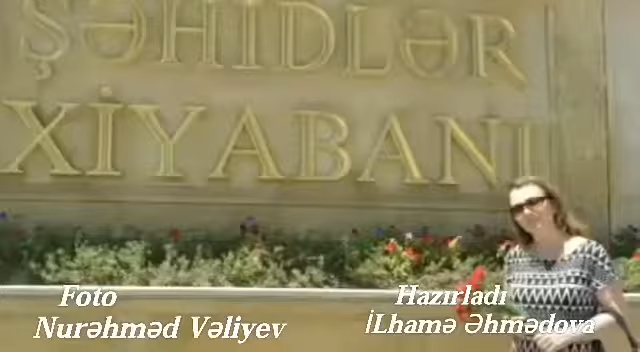 ŞƏHİDLƏR
XİYABANI
Foto
Nurəhməd Vəliyev
Hazırladı
İLhamə Əhmədova